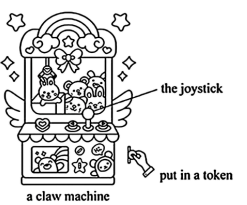 the joystick
put in a token
a claw machine